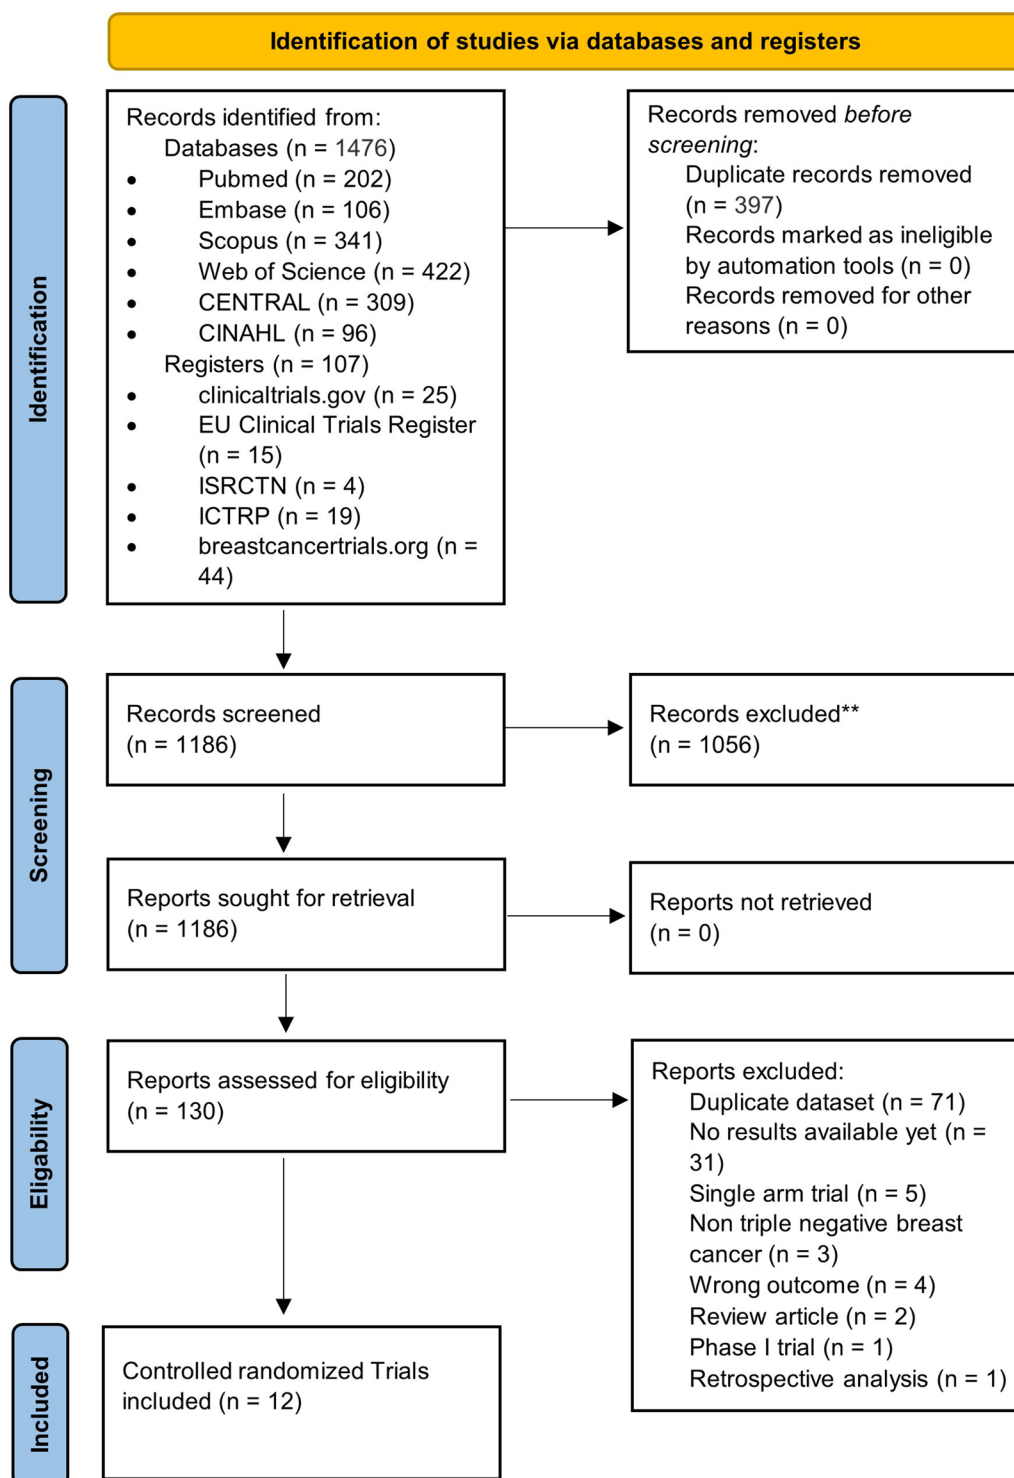 Identification of studies via databases and registers
Identification
Records identified from:
Databases (n = 1476)
• Pubmed (n = 202)
• Embase (n = 106)
• Scopus (n = 341)
• Web of Science (n = 422)
• CENTRAL (n = 309)
• CINAHL (n = 96)
Registers (n = 107)
• clinicaltrials.gov (n = 25)
• EU Clinical Trials Register
(n = 15)
• ISRCTN (n = 4)
• ICTRP (n = 19)
• breastcancertrials.org (n =
44)
Records removed before
screening:
Duplicate records removed
(n = 397)
Records marked as ineligible
by automation tools (n = 0)
Records removed for other
reasons (n = 0)
Screening
Records screened
(n = 1186)
Records excluded**
(n = 1056)
Reports sought for retrieval
(n = 1186)
Reports not retrieved
(n = 0)
Eligability
Reports assessed for eligibility
(n = 130)
Reports excluded:
Duplicate dataset (n = 71)
No results available yet (n =
31)
Single arm trial (n = 5)
Non triple negative breast
cancer (n = 3)
Wrong outcome (n = 4)
Review article (n = 2)
Phase I trial (n = 1)
Retrospective analysis (n = 1)
Included
Controlled randomized Trials
included (n = 12)